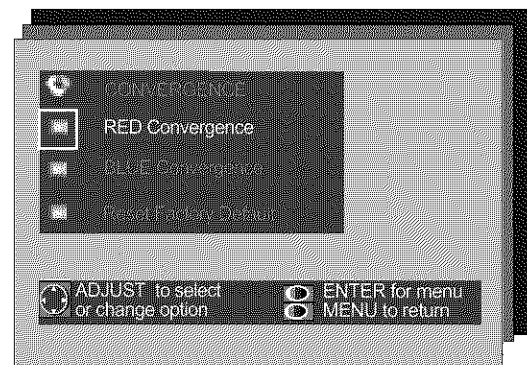 CONVERGENCE
RED Convergence
BLUE Convergence
Reset Factory Default
ADJUST to select
or change option
ENTER for menu
MENU to return